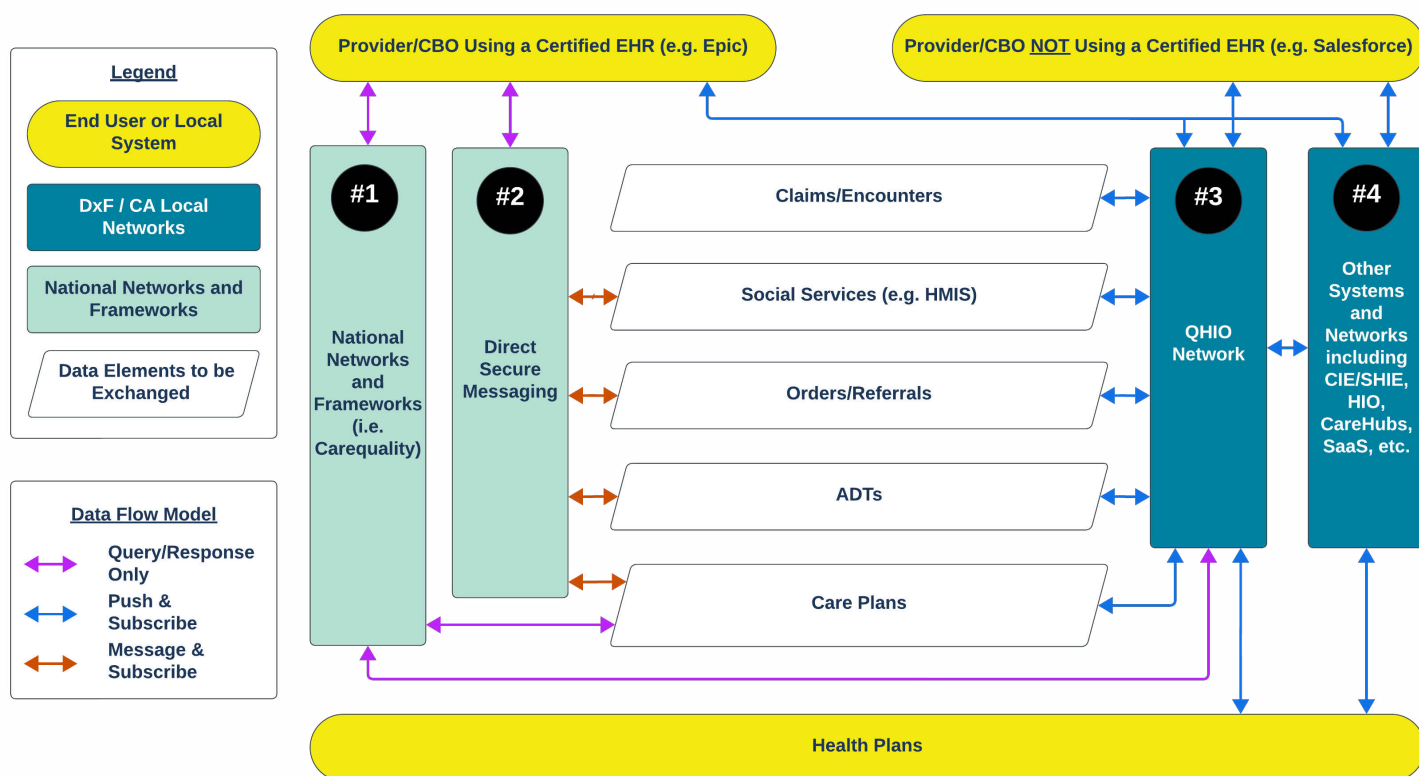 Provider/CBO Using a Certified EHR (e.g. Epic)
Provider/CBO NOT Using a Certified EHR (e.g. Salesforce)
Legend
End User or Local
System
DxF / CA Local
Networks
National Networks and
Frameworks
Data Elements to be
Exchanged
Data Flow Model
Query/Response
Only
Push &
Subscribe
Message &
Subscribe
#1
National
Networks
and
Frameworks
(i.e.
Carequality)
#2
Direct
Secure
Messaging
Claims/Encounters
Social Services (e.g. HMIS)
Orders/Referrals
ADTs
Care Plans
#3
QHIO
Network
#4
Other
Systems
and
Networks
including
CIE/SHIE,
HIO,
CareHubs,
SaaS, etc.
Health Plans